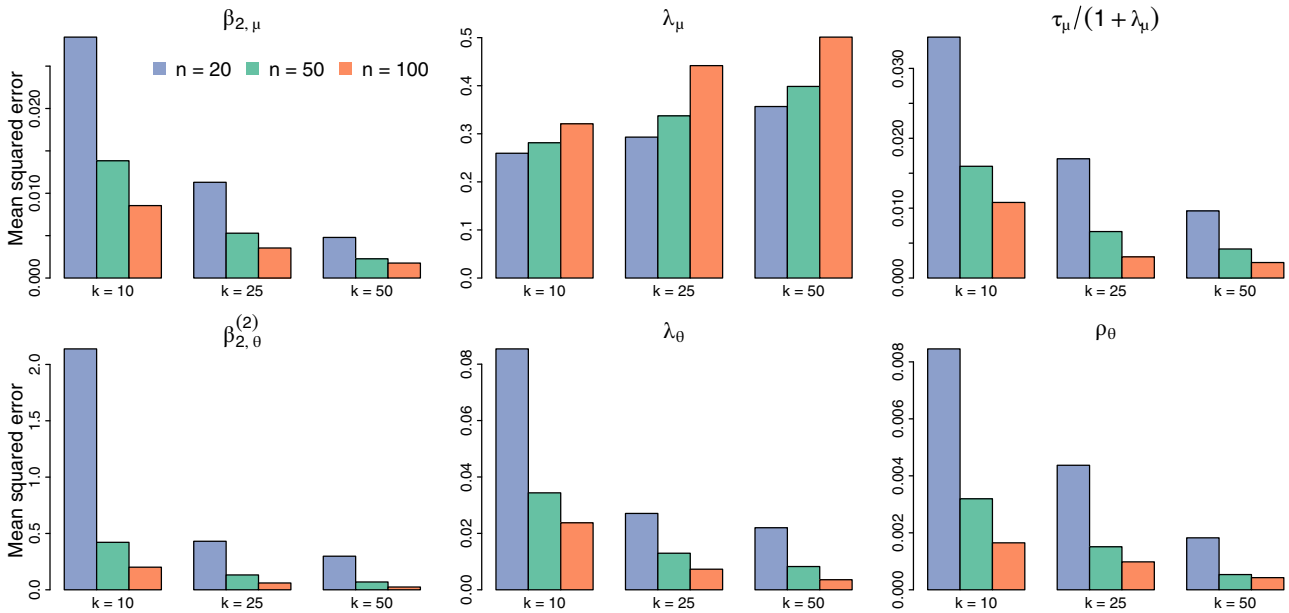 β2, μ
λμ
τμ/(1 + λμ)
Mean squared error
0.000 0.010 0.020
n = 20 n = 50 n = 100
k = 10 k = 25 k = 50
0.0 0.1 0.2 0.3 0.4 0.5
k = 10 k = 25 k = 50
0.000 0.010 0.020 0.030
k = 10 k = 25 k = 50
β2, θ(2)
λθ
ρθ
Mean squared error
0.0 0.5 1.0 1.5 2.0
k = 10 k = 25 k = 50
0.00 0.02 0.04 0.06 0.08
k = 10 k = 25 k = 50
0.000 0.002 0.004 0.006 0.008
k = 10 k = 25 k = 50